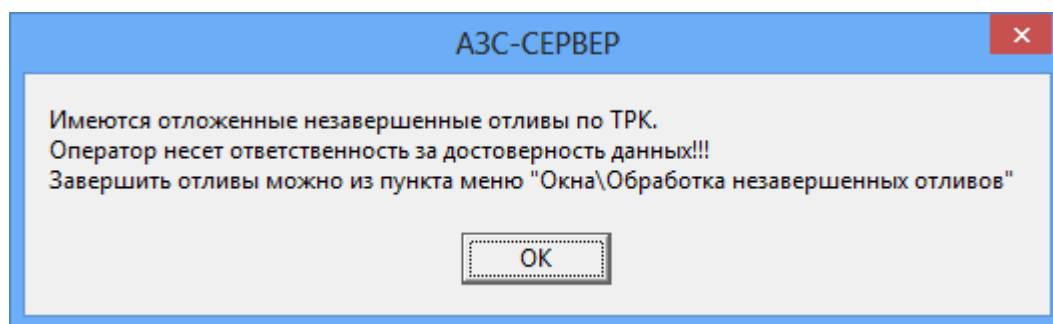 АЗС-СЕРВЕР
Имеются отложенные незавершенные отливы по ТРК.
Оператор несет ответственность за достоверность данных!!!
Завершить отливы можно из пункта меню "Окна\Обработка незавершенных отливов"
OK